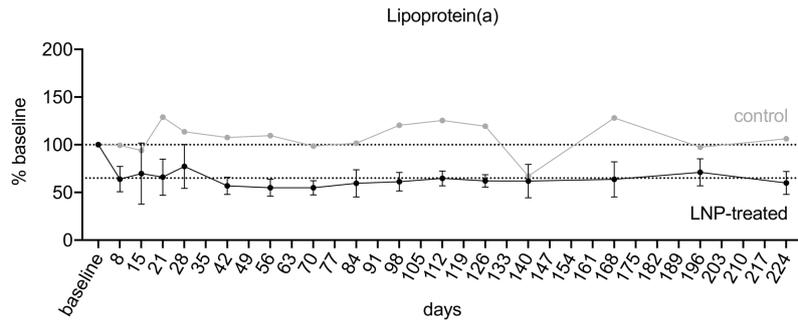 Lipoprotein(a)
% baseline
200
150
100
50
0
control
LNP-treated
baseline 8 15 21 28 35 42 49 56 63 70 77 84 91 98 105 112 119 126 133 140 147 154 161 168 175 182 189 196 203 210 217 224
days